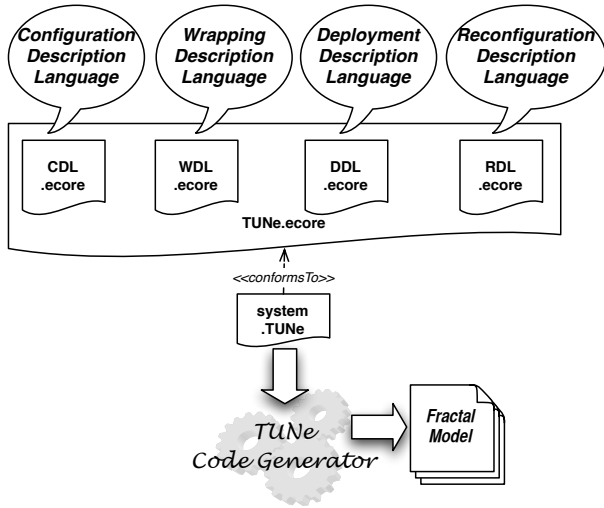 Configuration
Description
Language
Wrapping
Description
Language
Deployment
Description
Language
Reconfiguration
Description
Language
CDL
.ecore
WDL
.ecore
DDL
.ecore
RDL
.ecore
TUNe.ecore
<<conformsTo>>
system
.TUNe
TUNe
Code Generator
Fractal
Model